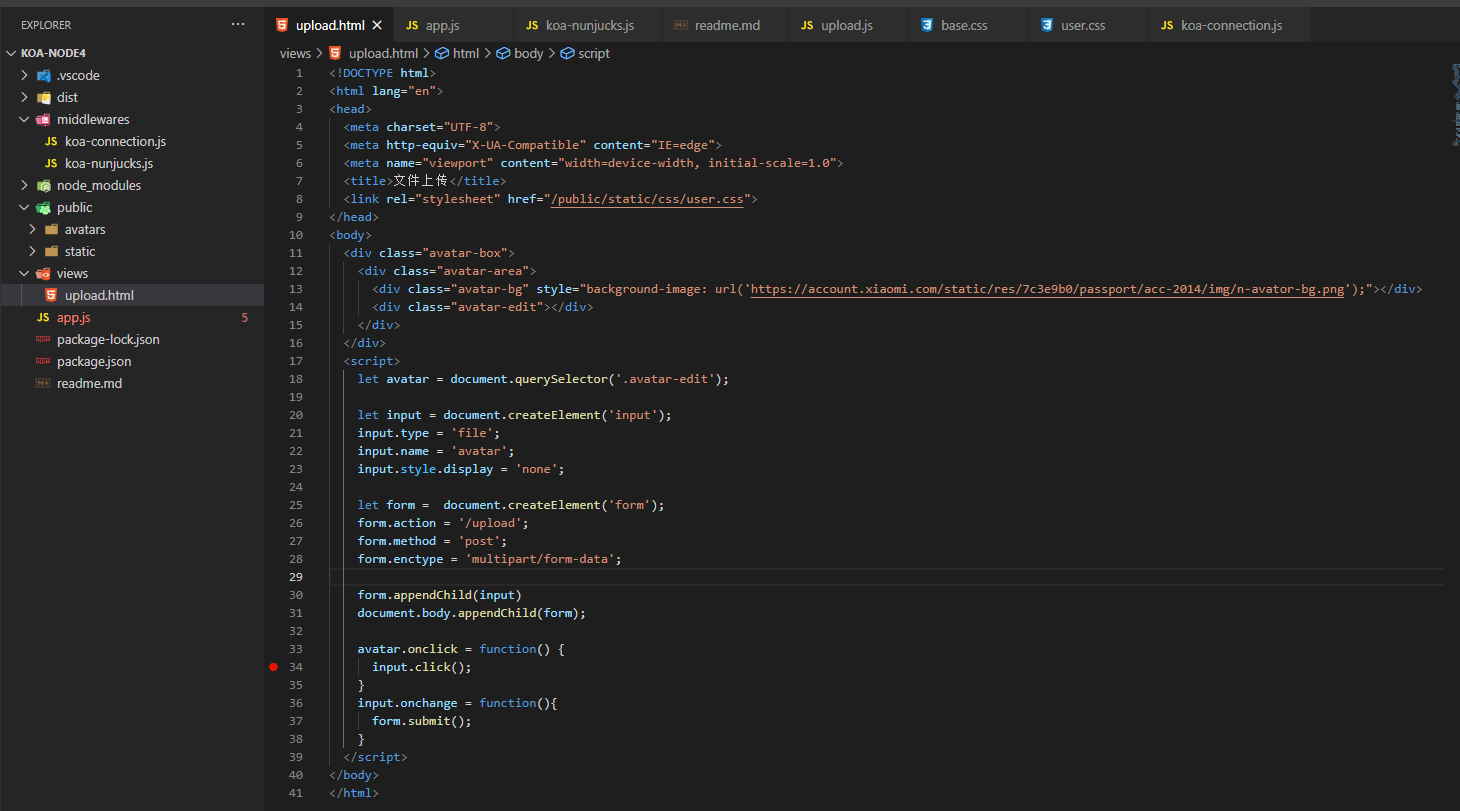 EXPLORER
···
KOA-NODE4
.vscode
dist
middlewares
JS koa-connection.js
JS koa-nunjucks.js
node_modules
public
avatars
static
views
upload.html
JS app.js 5
package-lock.json
package.json
readme.md
upload.html
JS app.js
JS koa-nunjucks.js
readme.md
JS upload.js
base.css
user.css
JS koa-connection.js
views > upload.html > html > body > script
1 <!DOCTYPE html>
2 <html lang="en">
3 <head>
4 <meta charset="UTF-8">
5 <meta http-equiv="X-UA-Compatible" content="IE=edge">
6 <meta name="viewport" content="width=device-width, initial-scale=1.0">
7 <title>文件上传</title>
8 <link rel="stylesheet" href="/public/static/css/user.css">
9 </head>
10 <body>
11 <div class="avatar-box">
12 <div class="avatar-area">
13 <div class="avatar-bg" style="background-image: url('https://account.xiaomi.com/static/res/7c3e9b0/passport/acc-2014/img/n-avator-bg.png');"></div>
14 <div class="avatar-edit"></div>
15 </div>
16 </div>
17 <script>
18 let avatar = document.querySelector('.avatar-edit');
19
20 let input = document.createElement('input');
21 input.type = 'file';
22 input.name = 'avatar';
23 input.style.display = 'none';
24
25 let form =  document.createElement('form');
26 form.action = '/upload';
27 form.method = 'post';
28 form.enctype = 'multipart/form-data';
29
30 form.appendChild(input)
31 document.body.appendChild(form);
32
33 avatar.onclick = function() {
34 input.click();
35 }
36 input.onchange = function(){
37 form.submit();
38 }
39 </script>
40 </body>
41 </html>